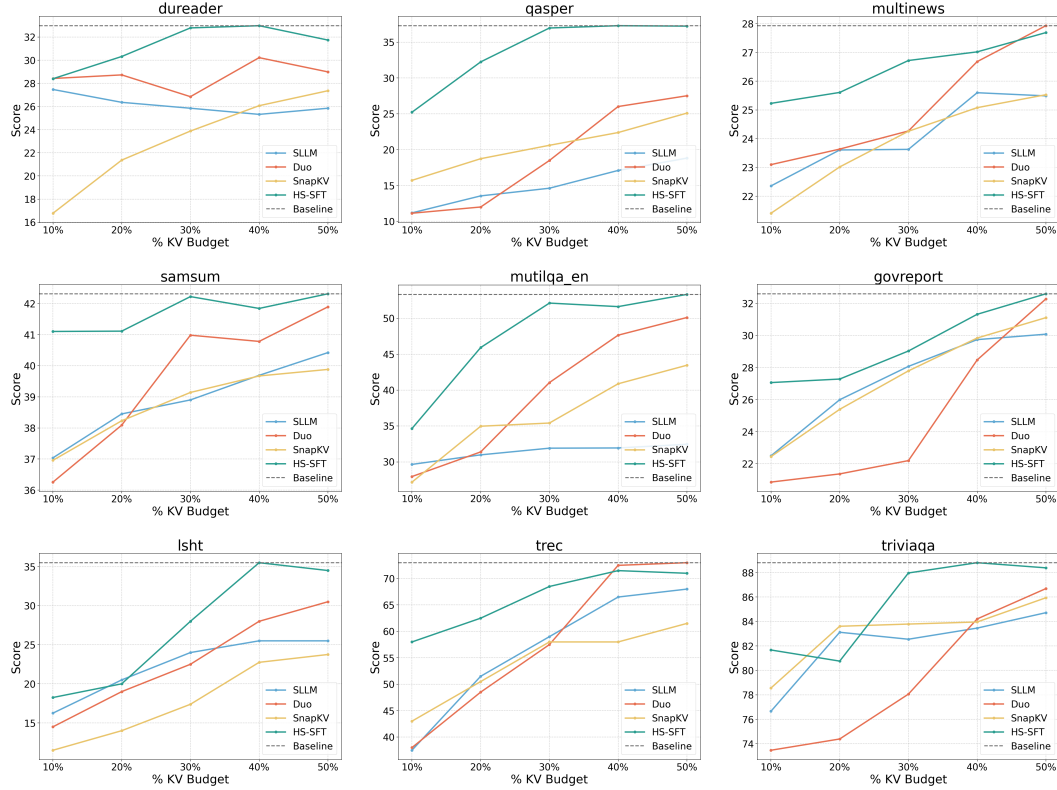 dureader
Score
32
30
28
26
24
22
20
18
16
10%
20%
30%
40%
50%
% KV Budget
SLLM
Duo
SnapKV
HS-SFT
Baseline
qasper
Score
35
30
25
20
15
10
10%
20%
30%
40%
50%
% KV Budget
SLLM
Duo
SnapKV
HS-SFT
Baseline
multinews
Score
28
27
26
25
24
23
22
10%
20%
30%
40%
50%
% KV Budget
SLLM
Duo
SnapKV
HS-SFT
Baseline
samsum
Score
42
41
40
39
38
37
36
10%
20%
30%
40%
50%
% KV Budget
SLLM
Duo
SnapKV
HS-SFT
Baseline
mutilqa_en
Score
50
45
40
35
30
10%
20%
30%
40%
50%
% KV Budget
SLLM
Duo
SnapKV
HS-SFT
Baseline
govreport
Score
32
30
28
26
24
22
10%
20%
30%
40%
50%
% KV Budget
SLLM
Duo
SnapKV
HS-SFT
Baseline
lsht
Score
35
30
25
20
15
10%
20%
30%
40%
50%
% KV Budget
SLLM
Duo
SnapKV
HS-SFT
Baseline
trec
Score
70
65
60
55
50
45
40
10%
20%
30%
40%
50%
% KV Budget
SLLM
Duo
SnapKV
HS-SFT
Baseline
triviaqa
Score
88
86
84
82
80
78
76
74
10%
20%
30%
40%
50%
% KV Budget
SLLM
Duo
SnapKV
HS-SFT
Baseline